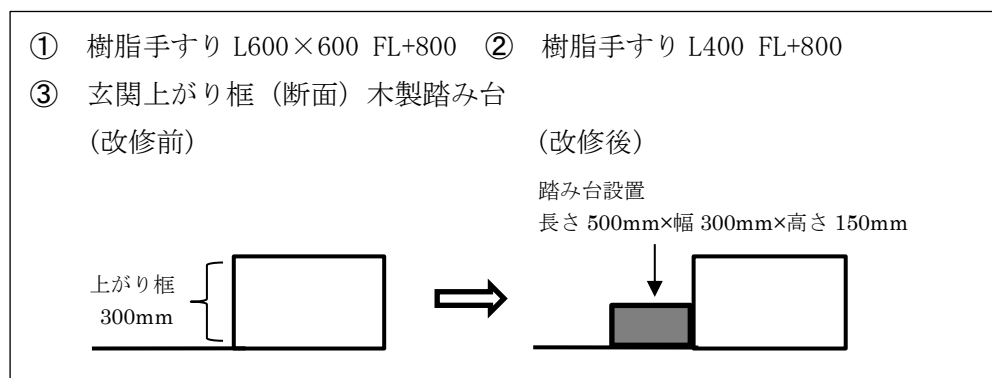 ① 樹脂手すり L600×600 FL+800 ② 樹脂手すり L400 FL+800
③ 玄関上がり框（断面）木製踏み台
(改修前) (改修後)
踏み台設置
長さ 500mm×幅 300mm×高さ 150mm
上がり框
300mm